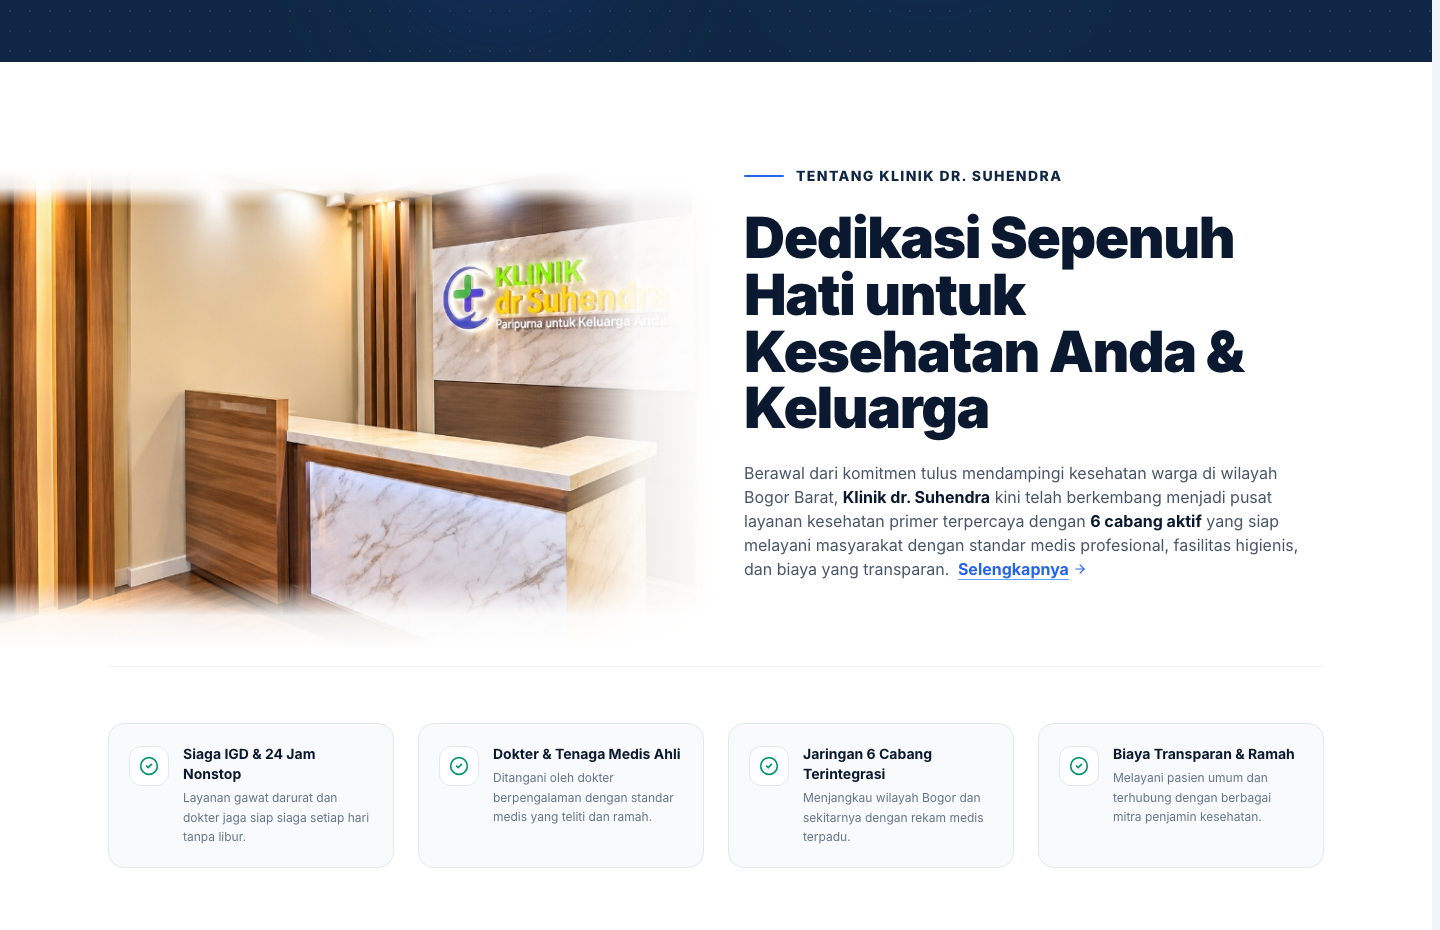 KLINIK
dr Suhendra
Paripurna untuk Keluarga Anda
TENTANG KLINIK DR. SUHENDRA
Dedikasi Sepenuh
Hati untuk
Kesehatan Anda &
Keluarga
Berawal dari komitmen tulus mendampingi kesehatan warga di wilayah
Bogor Barat, Klinik dr. Suhendra kini telah berkembang menjadi pusat
layanan kesehatan primer terpercaya dengan 6 cabang aktif yang siap
melayani masyarakat dengan standar medis profesional, fasilitas higienis,
dan biaya yang transparan. Selengkapnya →
Siaga IGD & 24 Jam
Nonstop
Layanan gawat darurat dan
dokter jaga siap siaga setiap hari
tanpa libur.
Dokter & Tenaga Medis Ahli
Ditangani oleh dokter
berpengalaman dengan standar
medis yang teliti dan ramah.
Jaringan 6 Cabang
Terintegrasi
Menjangkau wilayah Bogor dan
sekitarnya dengan rekam medis
terpadu.
Biaya Transparan & Ramah
Melayani pasien umum dan
terhubung dengan berbagai
mitra penjamin kesehatan.